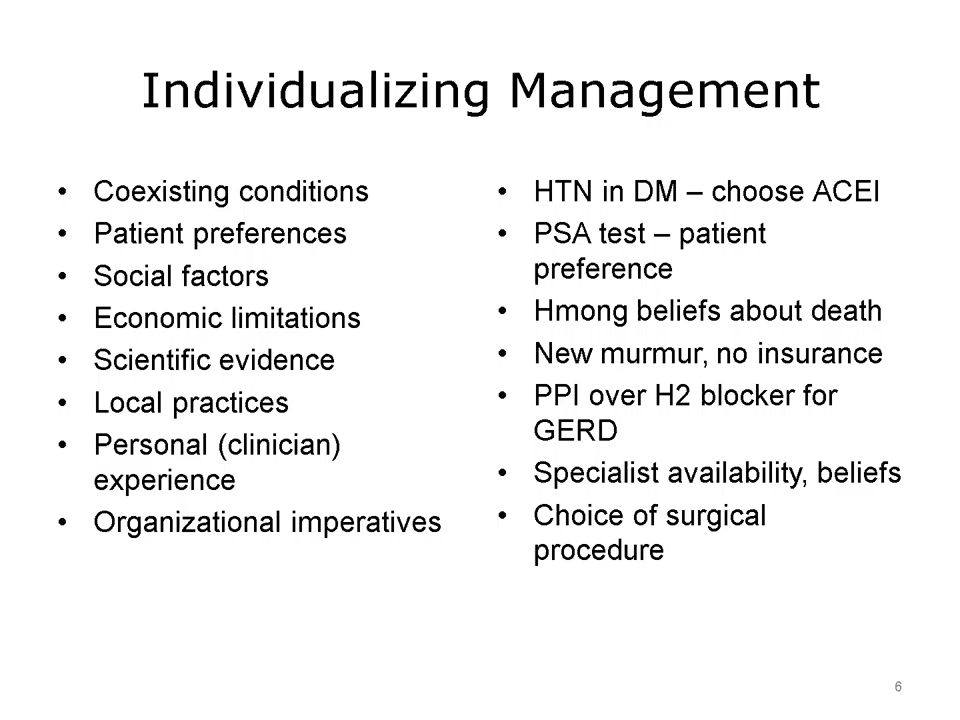 Individualizing Management
• Coexisting conditions
• Patient preferences
• Social factors
• Economic limitations
• Scientific evidence
• Local practices
• Personal (clinician)
experience
• Organizational imperatives
• HTN in DM – choose ACEI
• PSA test – patient
preference
• Hmong beliefs about death
• New murmur, no insurance
• PPI over H2 blocker for
GERD
• Specialist availability, beliefs
• Choice of surgical
procedure
6